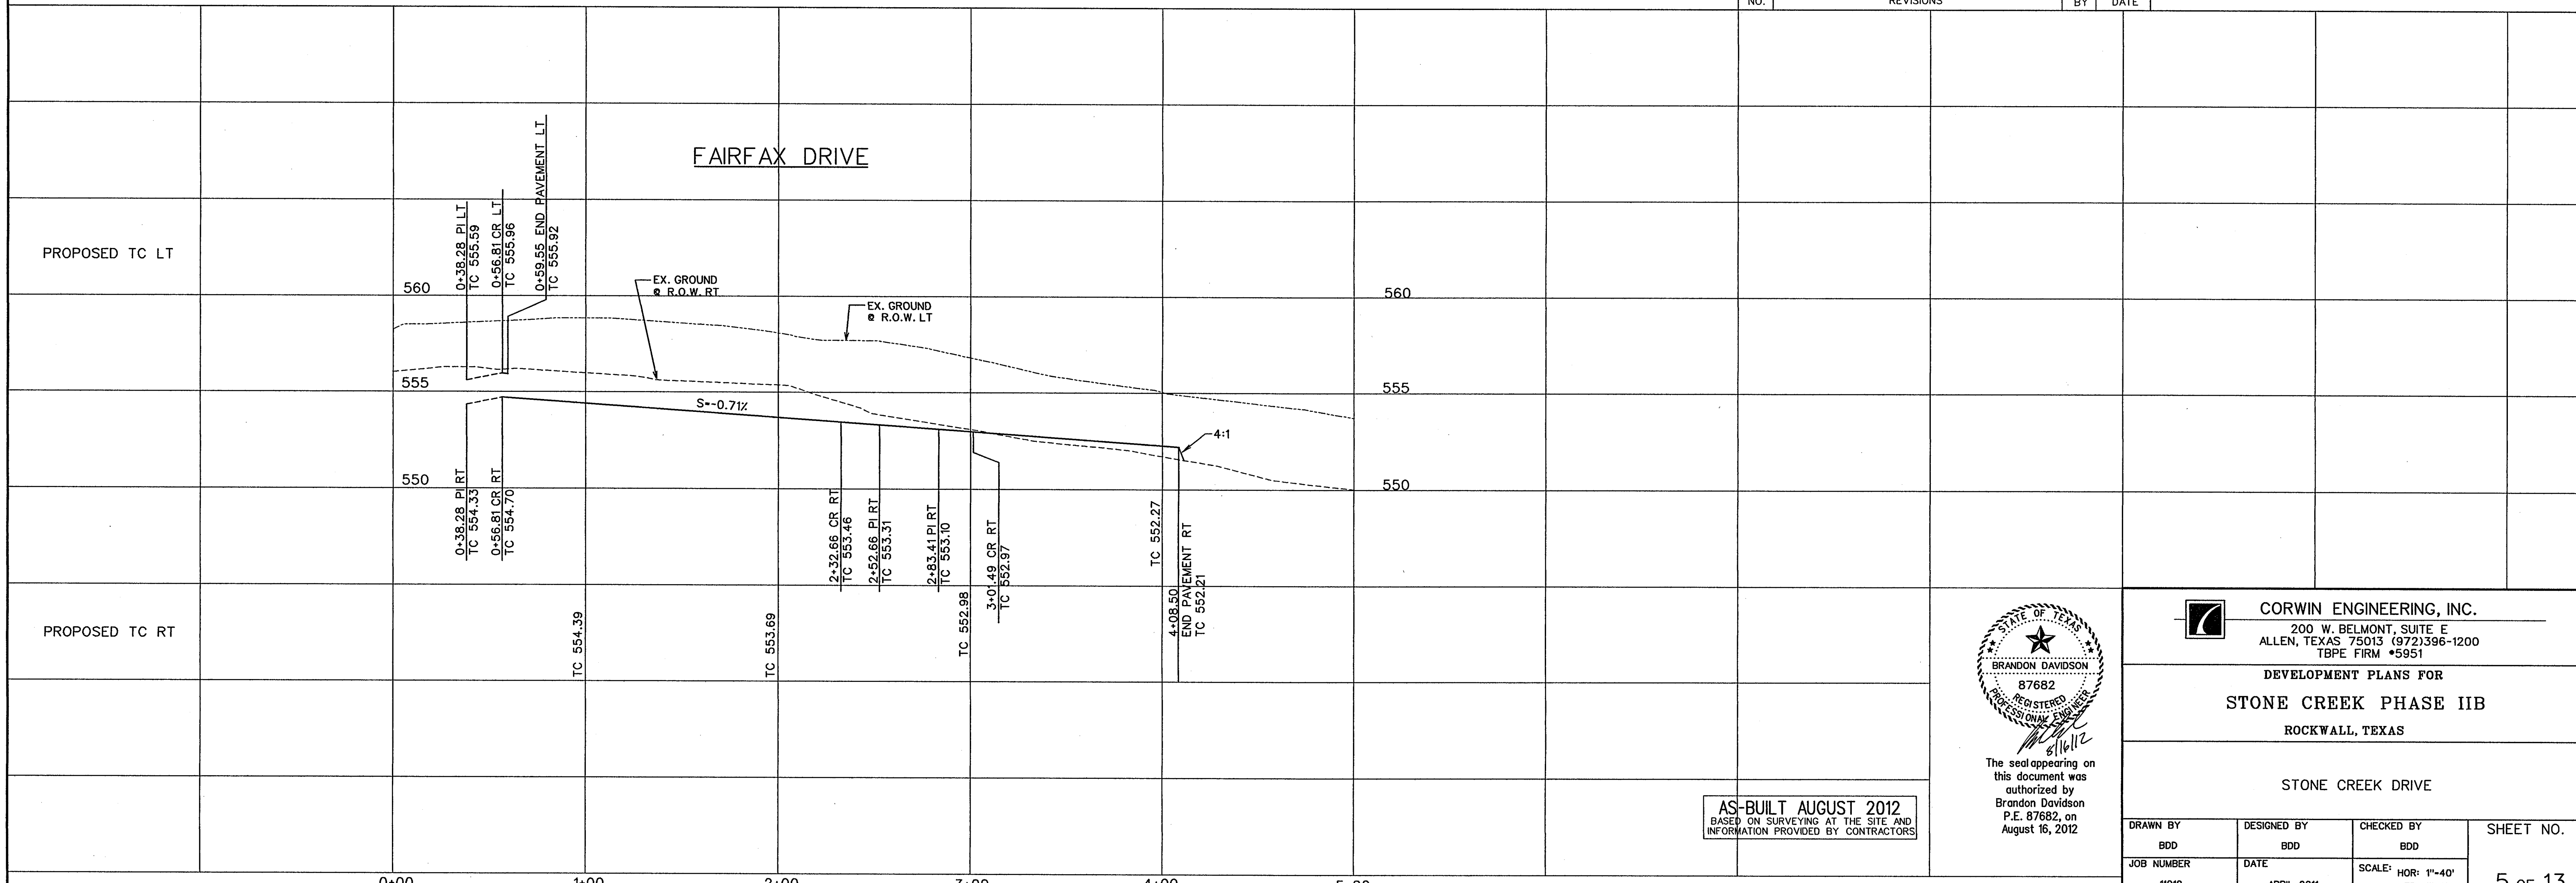 NO.
REVISIONS
BY
DATE
FAIRFAX DRIVE
PROPOSED TC LT
0+38.28 PI LT
TC 555.59
0+56.81 CR LT
TC 555.96
0+59.55 END PAVEMENT LT
TC 555.92
EX. GROUND
@ R.O.W. RT
EX. GROUND
@ R.O.W. LT
560
560
555
555
S=-0.71%
4:1
550
550
0+38.28 PI RT
TC 554.33
0+56.81 CR RT
TC 554.70
2+32.66 CR RT
TC 553.46
2+52.66 PI RT
TC 553.31
2+83.41 PI RT
TC 553.10
3+01.49 CR RT
TC 552.97
TC 552.27
4+08.50
END PAVEMENT RT
TC 552.21
PROPOSED TC RT
TC 554.39
TC 553.69
TC 552.98
STATE OF TEXAS
BRANDON DAVIDSON
87682
REGISTERED
PROFESSIONAL ENGINEER
8/16/12
The seal appearing on
this document was
authorized by
Brandon Davidson
P.E. 87682, on
August 16, 2012
AS-BUILT AUGUST 2012
BASED ON SURVEYING AT THE SITE AND
INFORMATION PROVIDED BY CONTRACTORS
CORWIN ENGINEERING, INC.
200 W. BELMONT, SUITE E
ALLEN, TEXAS 75013 (972)396-1200
TBPE FIRM #5951
DEVELOPMENT PLANS FOR
STONE CREEK PHASE IIB
ROCKWALL, TEXAS
STONE CREEK DRIVE
DRAWN BY
BDD
DESIGNED BY
BDD
CHECKED BY
BDD
SHEET NO.
JOB NUMBER
DATE
SCALE: HOR: 1"=40'
5 OF 13
0+00
1+00
2+00
3+00
4+00